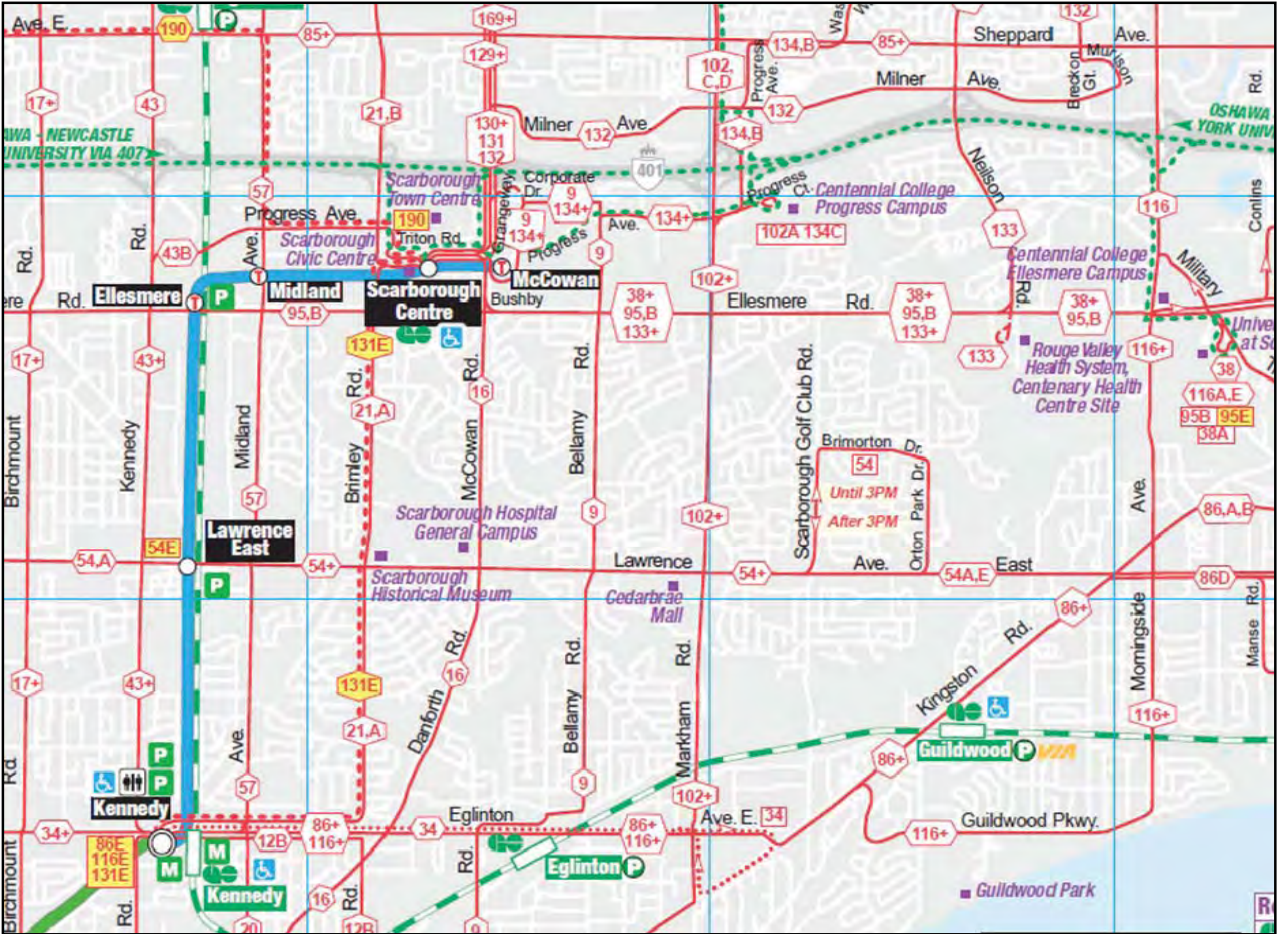 Ave. E.
190
85+
169+
129+
134,B
85+
Sheppard Ave.
132
17+
43
21,B
102,
C,D
Progress
Ave.
Milner Ave.
132
Breckon
Gt.
Murison
Rd.
130+
131
132
Milner Ave.
132
134,B
AWA - NEWCASTLE
UNIVERSITY VIA 407
401
OSHAWA
YORK UNIV
Neilson
57
Scarborough
Town Centre
Corporate
Dr.
Grangeway
9
134+
Progress
Ct.
Centennial College
Progress Campus
116
Conlins
Progress Ave.
190
9
134+
Ave.
134+
102A 134C
Rd.
Rd.
43B
Ave.
Scarborough
Civic Centre
Triton Rd.
Progress
9
133
Centennial College
Ellesmere Campus
Military
Ellesmere
P
T
T
Midland
Scarborough
Centre
T
McCowan
Bushby
102+
ere Rd.
95,B
38+
95,B
133+
Ellesmere Rd.
38+
95,B
133+
Rd.
38+
95,B
Unive
at Sc
17+
43+
131E
Rd.
21,A
Rd.
16
Rd.
133
Rouge Valley
Health System,
Centenary Health
Centre Site
116+
38
116A,E
95B 95E
38A
Birchmount
Kennedy
Midland
Brimley
McCowan
Bellamy
Scarborough Golf Club Rd.
Brimorton Dr.
54
Until 3PM
After 3PM
Orton Park Dr.
Ave.
57
Scarborough Hospital
General Campus
9
102+
86,A,B
Lawrence
East
54E
54,A
54+
Lawrence
54+
Ave.
54A,E
East
86D
P
Scarborough
Historical Museum
Cedarbrae
Mall
86+
Rd.
Manse Rd.
Morningside
17+
43+
131E
21,A
Rd.
16
Danforth
Rd.
Bellamy
Rd.
Markham
Kingston
116+
P
P
Kennedy
Rd.
Ave.
57
9
102+
86+
Guildwood
P
VIA
34+
12B
86+
116+
34
Eglinton
86+
116+
Ave. E.
34
116+
Guildwood Pkwy.
86E
116E
131E
M
M
Kennedy
Eglinton
P
Guildwood Park
Birchmount
Rd.
16
Rd.
Rd.
20
12B
9